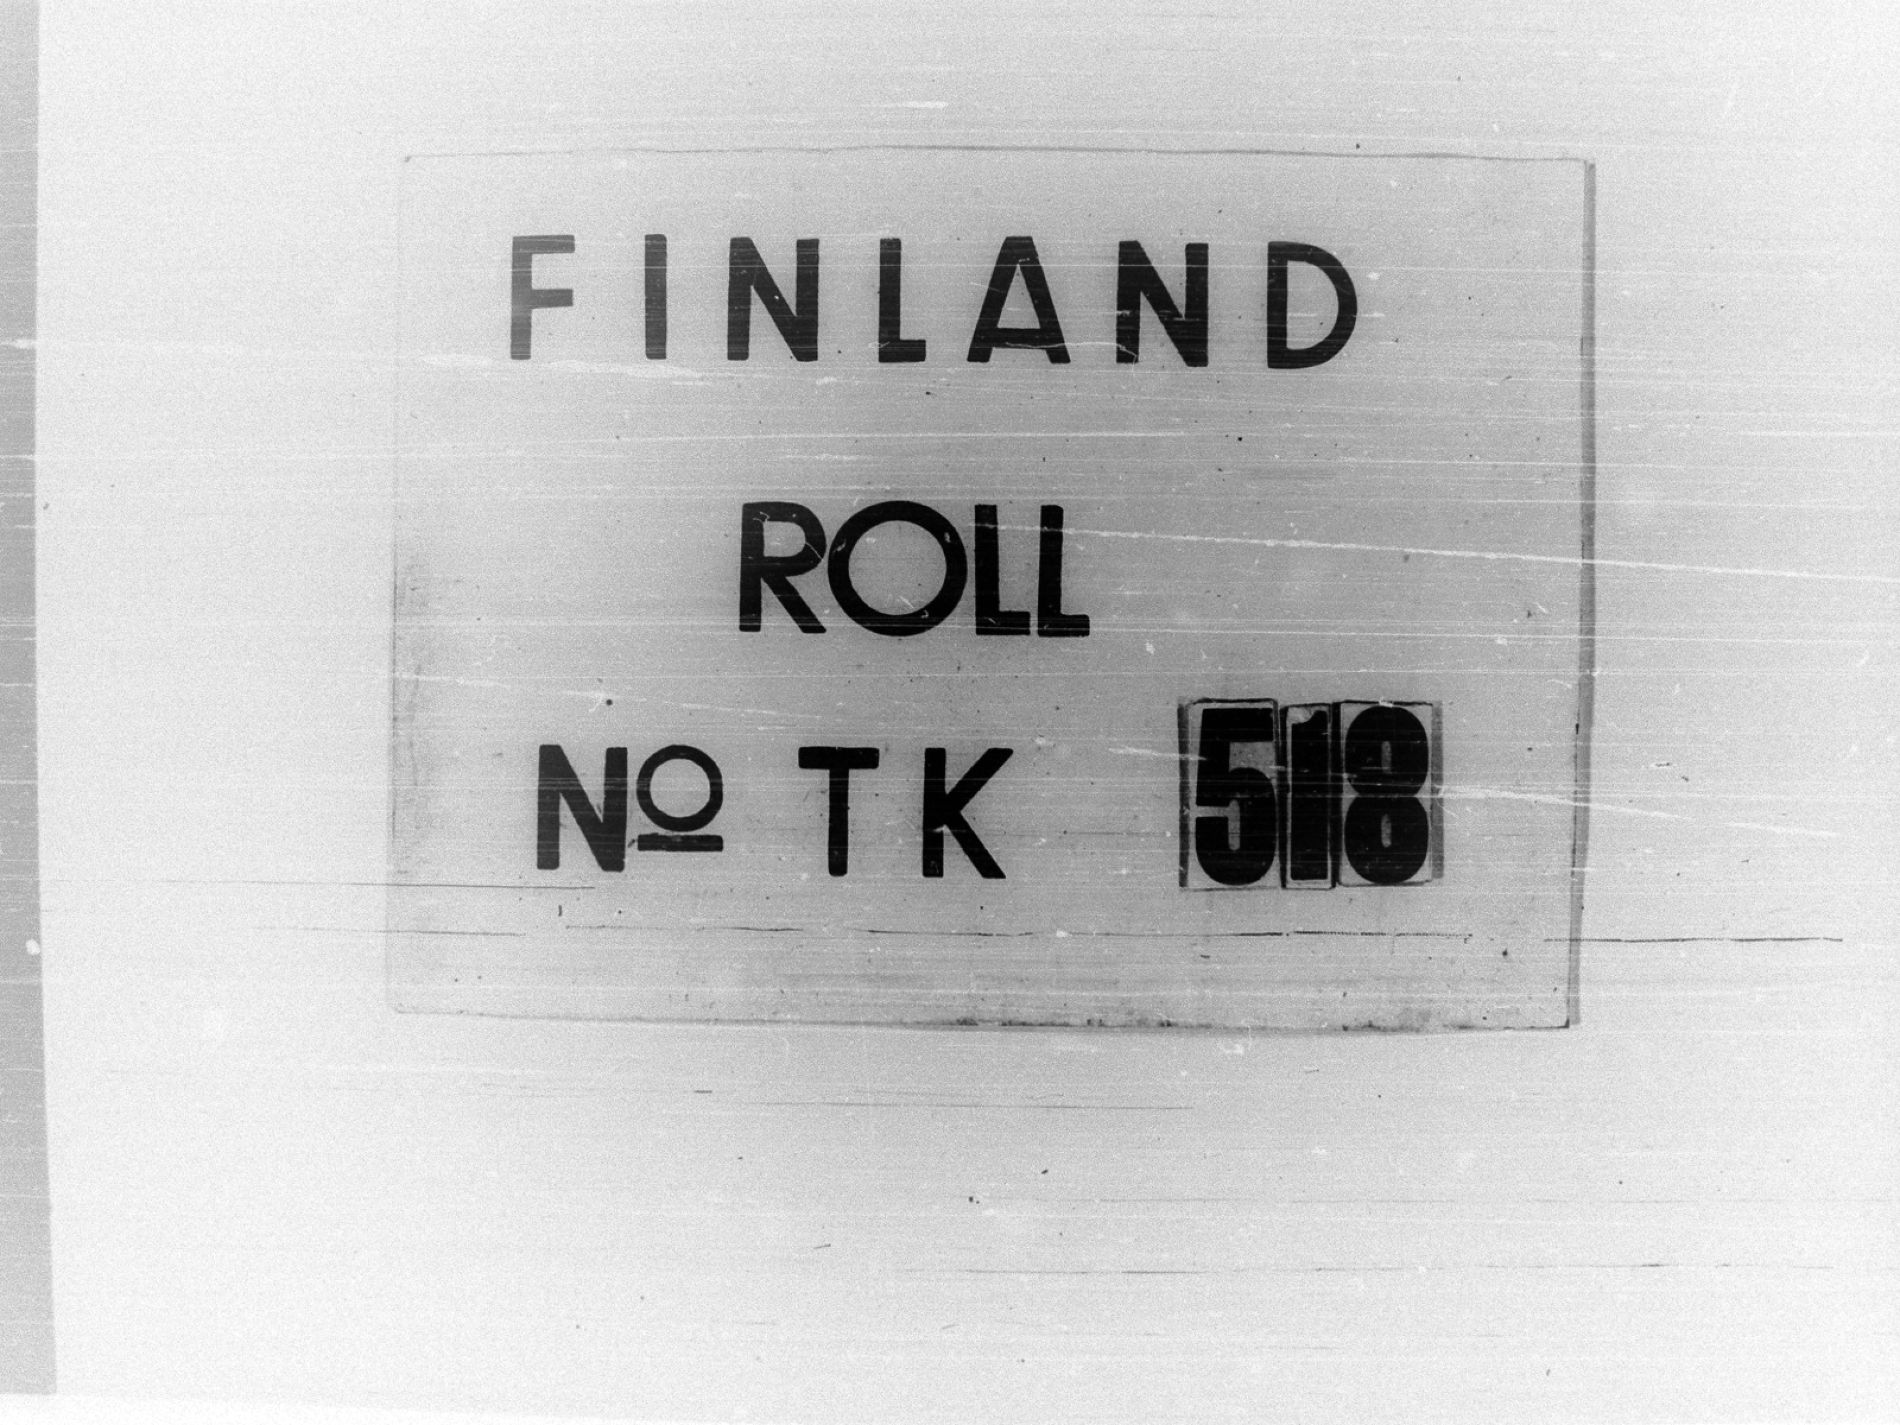 FINLAND
ROLL
Nº TK 518